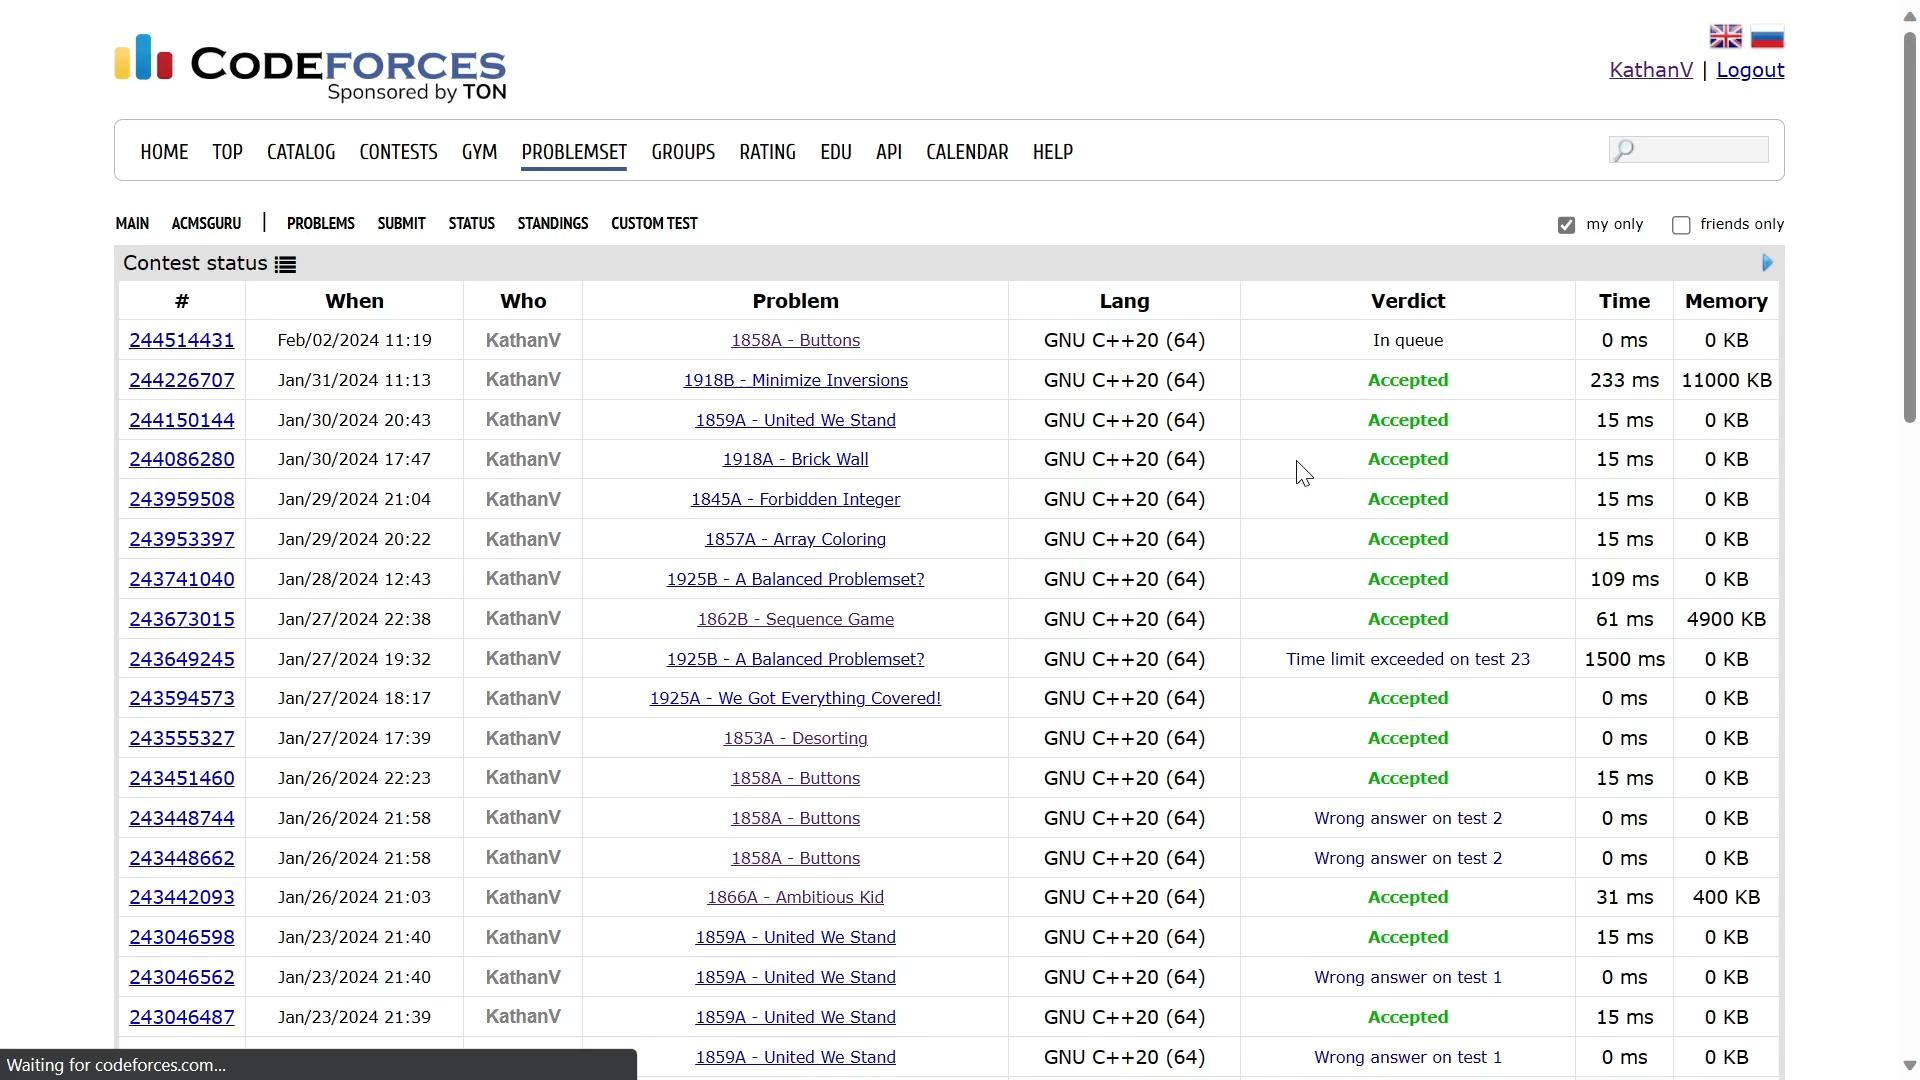 CODEFORCES
Sponsored by TON
KathanV | Logout
HOME TOP CATALOG CONTESTS GYM PROBLEMSET GROUPS RATING EDU API CALENDAR HELP
MAIN ACMSGURU | PROBLEMS SUBMIT STATUS STANDINGS CUSTOM TEST my only friends only
Contest status
# When Who Problem Lang Verdict Time Memory
244514431 Feb/02/2024 11:19 KathanV 1858A - Buttons GNU C++20 (64) In queue 0 ms 0 KB
244226707 Jan/31/2024 11:13 KathanV 1918B - Minimize Inversions GNU C++20 (64) Accepted 233 ms 11000 KB
244150144 Jan/30/2024 20:43 KathanV 1859A - United We Stand GNU C++20 (64) Accepted 15 ms 0 KB
244086280 Jan/30/2024 17:47 KathanV 1918A - Brick Wall GNU C++20 (64) Accepted 15 ms 0 KB
243959508 Jan/29/2024 21:04 KathanV 1845A - Forbidden Integer GNU C++20 (64) Accepted 15 ms 0 KB
243953397 Jan/29/2024 20:22 KathanV 1857A - Array Coloring GNU C++20 (64) Accepted 15 ms 0 KB
243741040 Jan/28/2024 12:43 KathanV 1925B - A Balanced Problemset? GNU C++20 (64) Accepted 109 ms 0 KB
243673015 Jan/27/2024 22:38 KathanV 1862B - Sequence Game GNU C++20 (64) Accepted 61 ms 4900 KB
243649245 Jan/27/2024 19:32 KathanV 1925B - A Balanced Problemset? GNU C++20 (64) Time limit exceeded on test 23 1500 ms 0 KB
243594573 Jan/27/2024 18:17 KathanV 1925A - We Got Everything Covered! GNU C++20 (64) Accepted 0 ms 0 KB
243555327 Jan/27/2024 17:39 KathanV 1853A - Desorting GNU C++20 (64) Accepted 0 ms 0 KB
243451460 Jan/26/2024 22:23 KathanV 1858A - Buttons GNU C++20 (64) Accepted 15 ms 0 KB
243448744 Jan/26/2024 21:58 KathanV 1858A - Buttons GNU C++20 (64) Wrong answer on test 2 0 ms 0 KB
243448662 Jan/26/2024 21:58 KathanV 1858A - Buttons GNU C++20 (64) Wrong answer on test 2 0 ms 0 KB
243442093 Jan/26/2024 21:03 KathanV 1866A - Ambitious Kid GNU C++20 (64) Accepted 31 ms 400 KB
243046598 Jan/23/2024 21:40 KathanV 1859A - United We Stand GNU C++20 (64) Accepted 15 ms 0 KB
243046562 Jan/23/2024 21:40 KathanV 1859A - United We Stand GNU C++20 (64) Wrong answer on test 1 0 ms 0 KB
243046487 Jan/23/2024 21:39 KathanV 1859A - United We Stand GNU C++20 (64) Accepted 15 ms 0 KB
1859A - United We Stand GNU C++20 (64) Wrong answer on test 1 0 ms 0 KB
Waiting for codeforces.com...